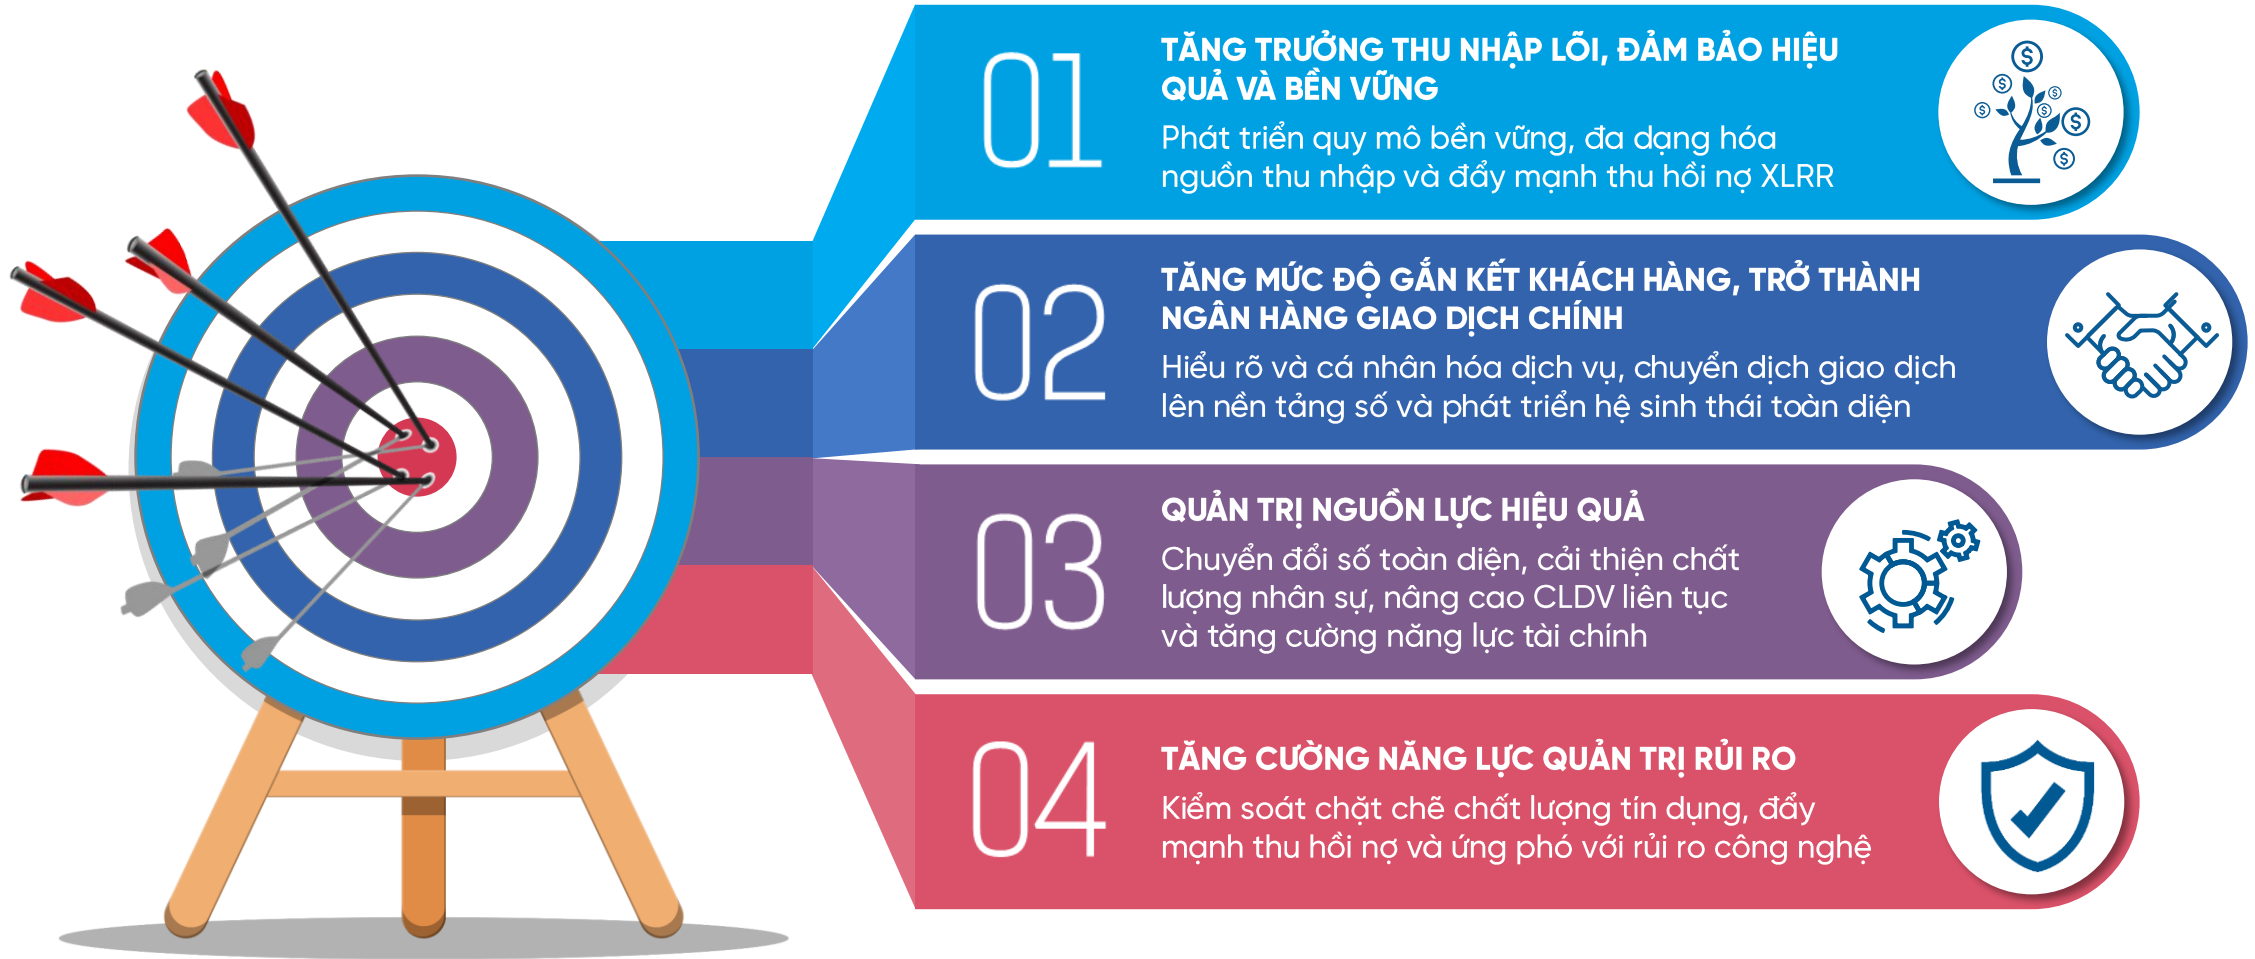 01
TĂNG TRƯỞNG THU NHẬP LÕI, ĐẢM BẢO HIỆU
QUẢ VÀ BỀN VỮNG
Phát triển quy mô bền vững, đa dạng hóa
nguồn thu nhập và đẩy mạnh thu hồi nợ XLRR
02
TĂNG MỨC ĐỘ GẮN KẾT KHÁCH HÀNG, TRỞ THÀNH
NGÂN HÀNG GIAO DỊCH CHÍNH
Hiểu rõ và cá nhân hóa dịch vụ, chuyển dịch giao dịch
lên nền tảng số và phát triển hệ sinh thái toàn diện
03
QUẢN TRỊ NGUỒN LỰC HIỆU QUẢ
Chuyển đổi số toàn diện, cải thiện chất
lượng nhân sự, nâng cao CLDV liên tục
và tăng cường năng lực tài chính
04
TĂNG CƯỜNG NĂNG LỰC QUẢN TRỊ RỦI RO
Kiểm soát chặt chẽ chất lượng tín dụng, đẩy
mạnh thu hồi nợ và ứng phó với rủi ro công nghệ